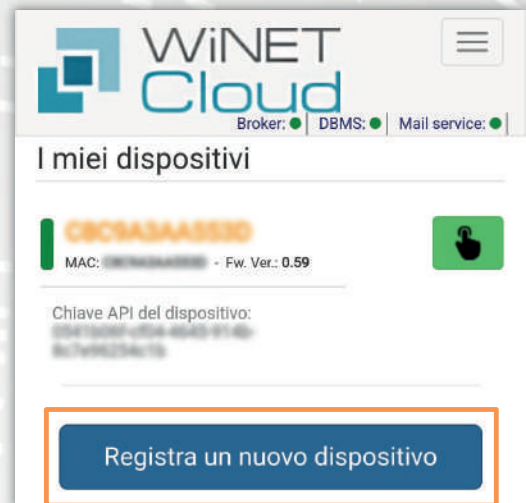 WiNET
Cloud
Broker: | DBMS: | Mail service: |
I miei dispositivi
MAC: - Fw. Ver.: 0.59
Chiave API del dispositivo:
Registra un nuovo dispositivo